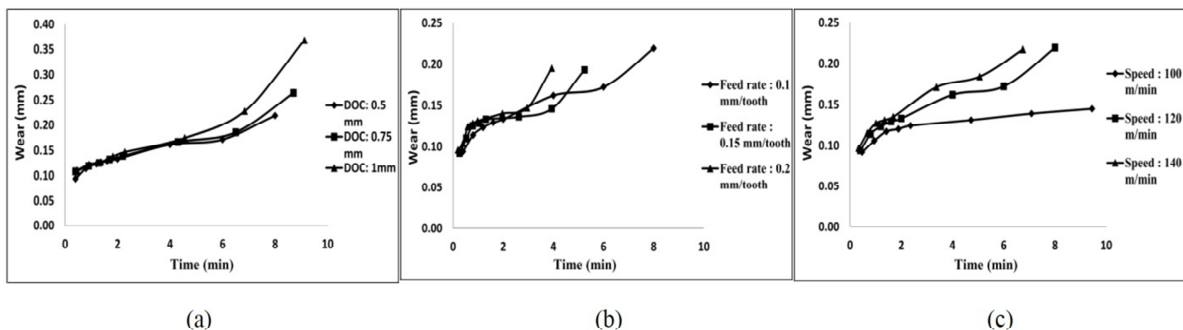 (a)
0.40
0.35
0.30
0.25
0.20
0.15
0.10
0.05
0.00
Wear (mm)
0 2 4 6 8 10
Time (min)
DOC: 0.5
mm
DOC: 0.75
mm
DOC: 1mm
(b)
0.25
0.20
0.15
0.10
0.05
0.00
Wear (mm)
0 2 4 6 8 10
Time (min)
Feed rate : 0.1
mm/tooth
Feed rate :
0.15 mm/tooth
Feed rate : 0.2
mm/tooth
(c)
0.25
0.20
0.15
0.10
0.05
0.00
Wear (mm)
0 2 4 6 8 10
Time (min)
Speed : 100
m/min
Speed : 120
m/min
Speed : 140
m/min
(a) (b) (c)